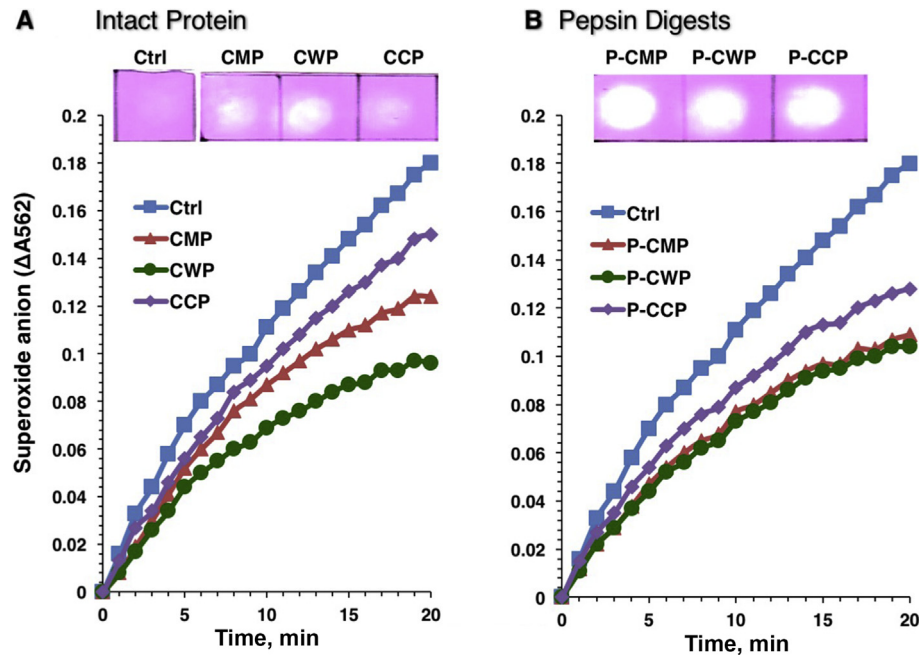 A Intact Protein
Ctrl CMP CWP CCP
0.2
0.18
0.16
0.14
0.12
0.1
0.08
0.06
0.04
0.02
0
Superoxide anion (ΔA562)
Ctrl
CMP
CWP
CCP
0 5 10 15 20
Time, min
B Pepsin Digests
P-CMP P-CWP P-CCP
0.2
0.18
0.16
0.14
0.12
0.1
0.08
0.06
0.04
0.02
0
Ctrl
P-CMP
P-CWP
P-CCP
0 5 10 15 20
Time, min